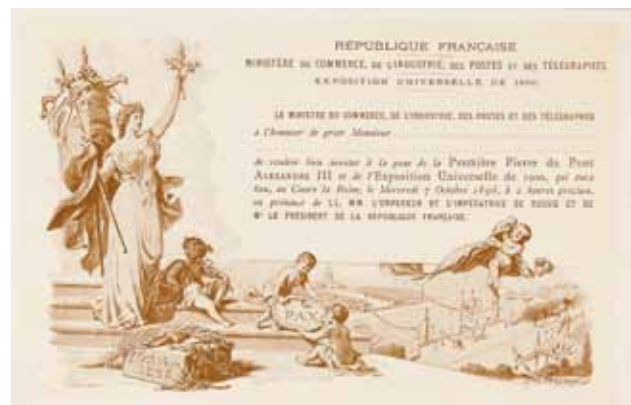 RÉPUBLIQUE FRANÇAISE
MINISTÈRE DU COMMERCE, DE L'INDUSTRIE, DES POSTES ET DES TÉLÉGRAPHES
EXPOSITION UNIVERSELLE DE 1900
LE MINISTRE DU COMMERCE, DE L'INDUSTRIE, DES POSTES ET DES TÉLÉGRAPHES
a l'honneur de prier Monsieur
de vouloir bien assister à la pose de la Première Pierre du Pont
ALEXANDRE III et de l'Exposition Universelle de 1900, qui aura
lieu, au Cours la Reine, le Mercredi 7 Octobre 1896, à 2 heures précises,
en présence de LL. MM. L'EMPEREUR ET L'IMPÉRATRICE DE RUSSIE ET DE
Mr LE PRÉSIDENT DE LA RÉPUBLIQUE FRANÇAISE.
PAX